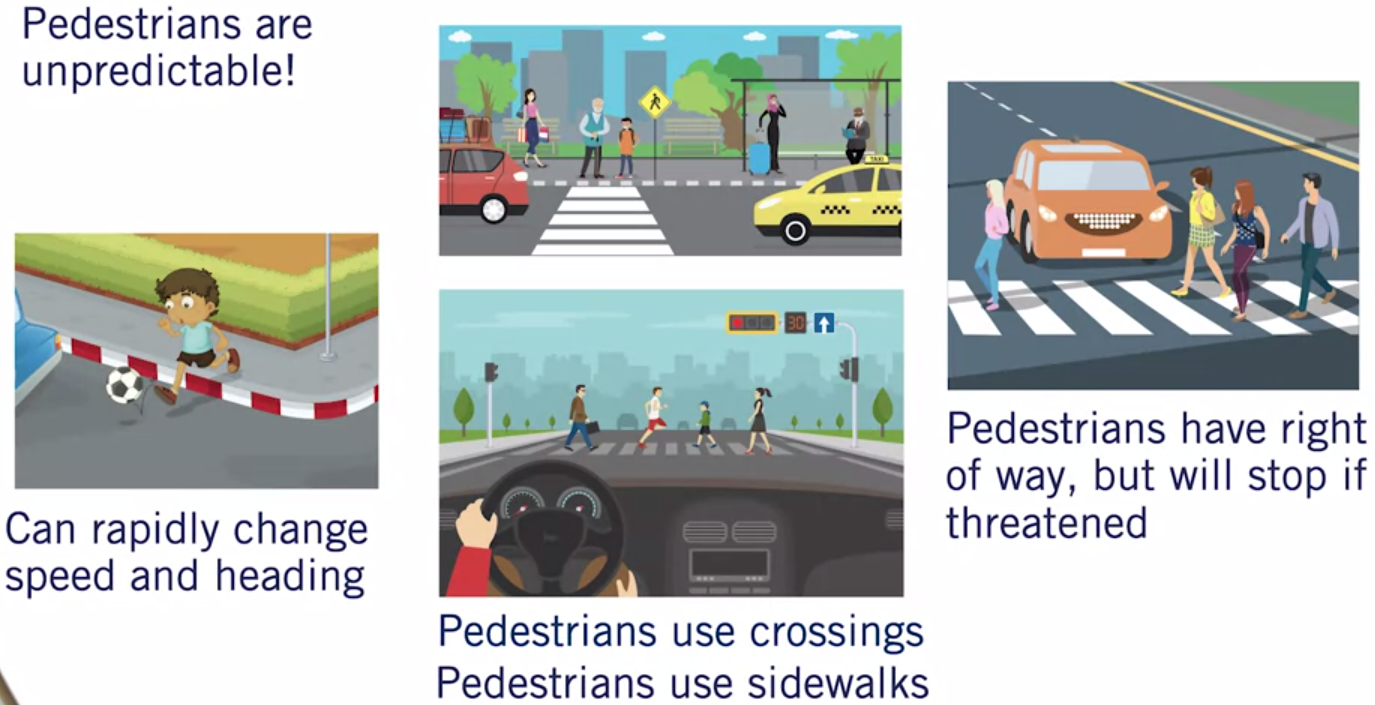 Pedestrians are
unpredictable!
Can rapidly change
speed and heading
TAXI
30
Pedestrians use crossings
Pedestrians use sidewalks
Pedestrians have right
of way, but will stop if
threatened